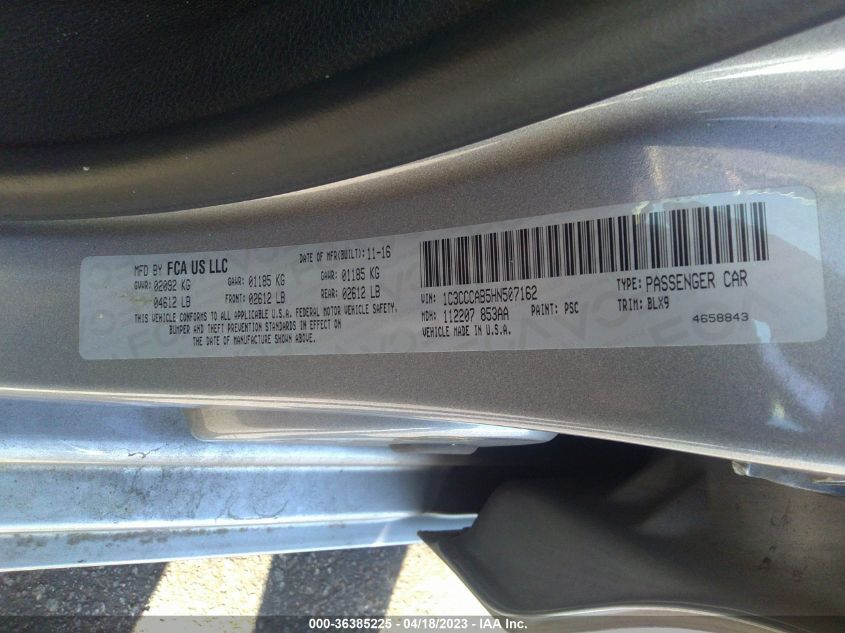 MFD BY FCA US LLC
DATE OF MFR(BUILT): 11-16
GVWR: 02092 KG GAWR: 01185 KG GAWR: 01185 KG
04612 LB FRONT: 02612 LB REAR: 02612 LB
THIS VEHICLE CONFORMS TO ALL APPLICABLE U.S.A. FEDERAL MOTOR VEHICLE SAFETY,
BUMPER AND THEFT PREVENTION STANDARDS IN EFFECT ON
THE DATE OF MANUFACTURE SHOWN ABOVE.
VIN: 1C3CCCAB5HN507162 TYPE: PASSENGER CAR
MDH: 112207 853AA PAINT: PSC TRIM: BLX9
VEHICLE MADE IN U.S.A. 4658843
000-36385225 - 04/18/2023 - IAA Inc.